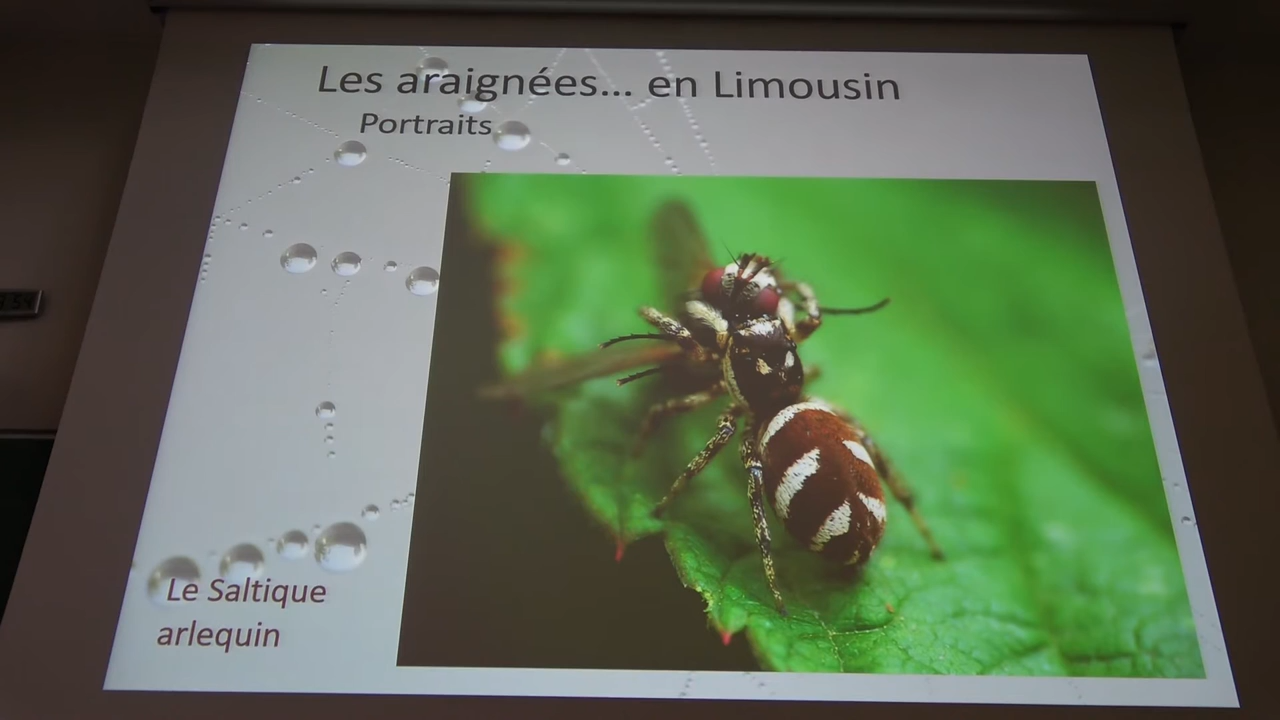 Les araignées... en Limousin
Portraits
Le Saltique
arlequin